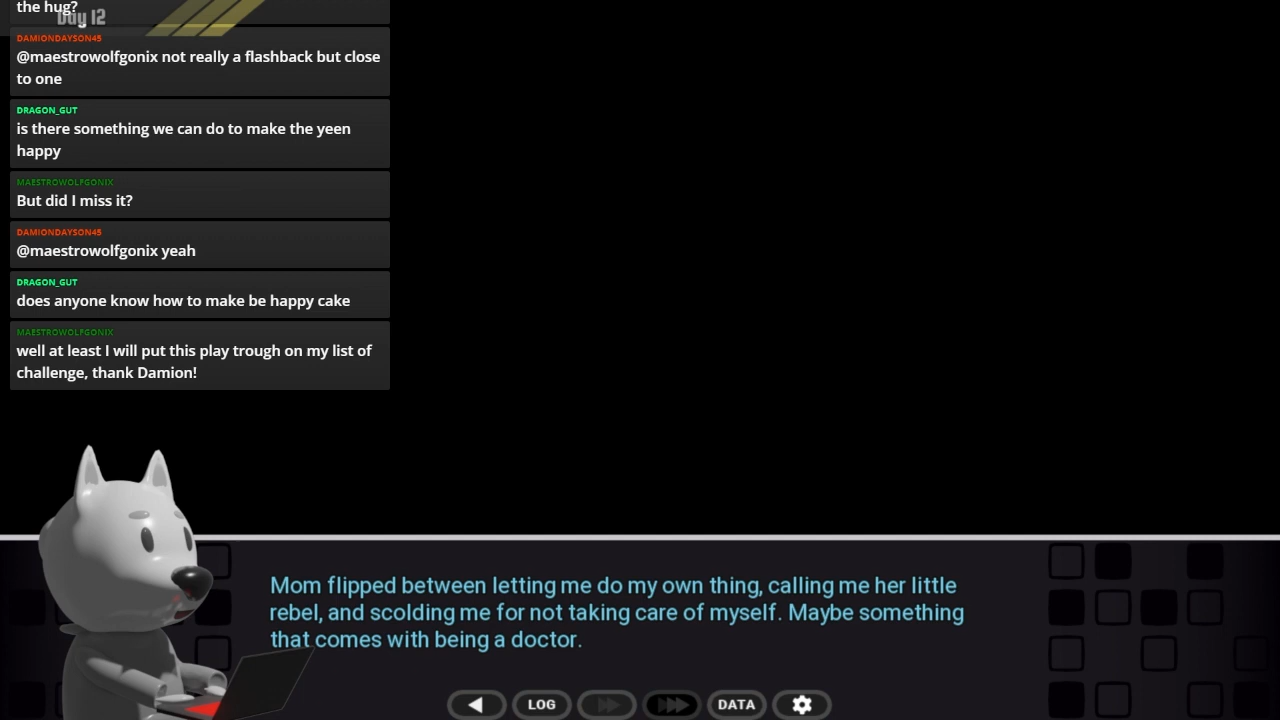 the hug?
Day 12
DAMIONDAYSON45
@maestrowolfgonix not really a flashback but close
to one
DRAGON_GUT
is there something we can do to make the yeen
happy
MAESTROWOLFGONIX
But did I miss it?
DAMIONDAYSON45
@maestrowolfgonix yeah
DRAGON_GUT
does anyone know how to make be happy cake
MAESTROWOLFGONIX
well at least I will put this play trough on my list of
challenge, thank Damion!
Mom flipped between letting me do my own thing, calling me her little
rebel, and scolding me for not taking care of myself. Maybe something
that comes with being a doctor.
LOG
DATA